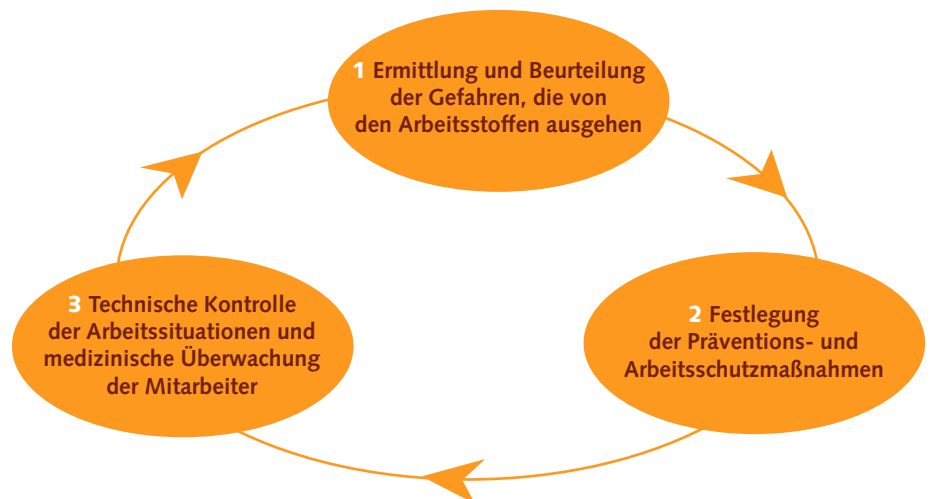 1 Ermittlung und Beurteilung
der Gefahren, die von
den Arbeitsstoffen ausgehen
2 Festlegung
der Präventions- und
Arbeitsschutzmaßnahmen
3 Technische Kontrolle
der Arbeitssituationen und
medizinische Überwachung
der Mitarbeiter